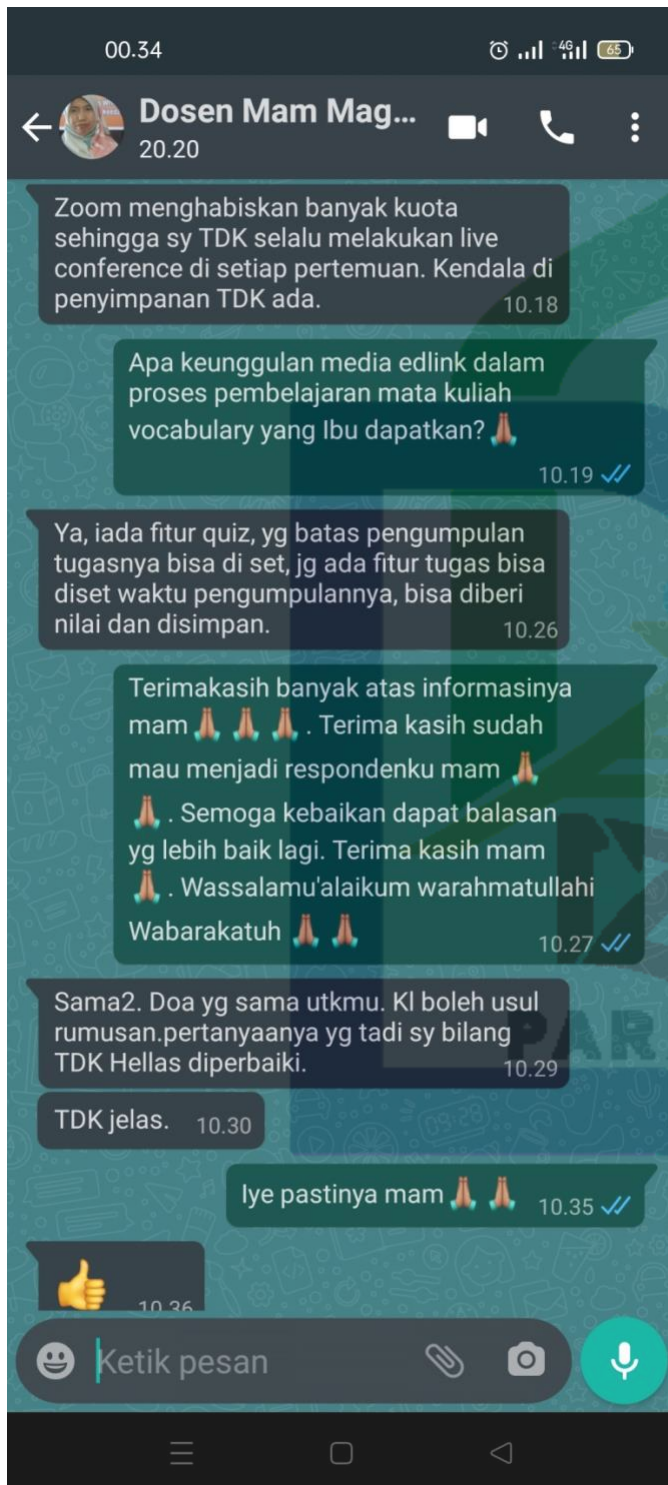 00.34
4G
65
Dosen Mam Mag...
20.20
Zoom menghabiskan banyak kuota
sehingga sy TDK selalu melakukan live
conference di setiap pertemuan. Kendala di
penyimpanan TDK ada.
10.18
Apa keunggulan media edlink dalam
proses pembelajaran mata kuliah
vocabulary yang Ibu dapatkan?🙏
10.19
Ya, iada fitur quiz, yg batas pengumpulan
tugasnya bisa di set, jg ada fitur tugas bisa
diset waktu pengumpulannya, bisa diberi
nilai dan disimpan.
10.26
Terimakasih banyak atas informasinya
mam🙏 🙏 🙏 . Terima kasih sudah
mau menjadi respondenku mam 🙏
🙏 . Semoga kebaikan dapat balasan
yg lebih baik lagi. Terima kasih mam
🙏 . Wassalamu'alaikum warahmatullahi
Wabarakatuh 🙏 🙏
10.27
Sama2. Doa yg sama utkmu. Kl boleh usul
rumusan.pertanyaanya yg tadi sy bilang
TDK Hellas diperbaiki.
10.29
PAR
TDK jelas.
10.30
Iye pastinya mam🙏 🙏
10.35
👍
10.36
Ketik pesan